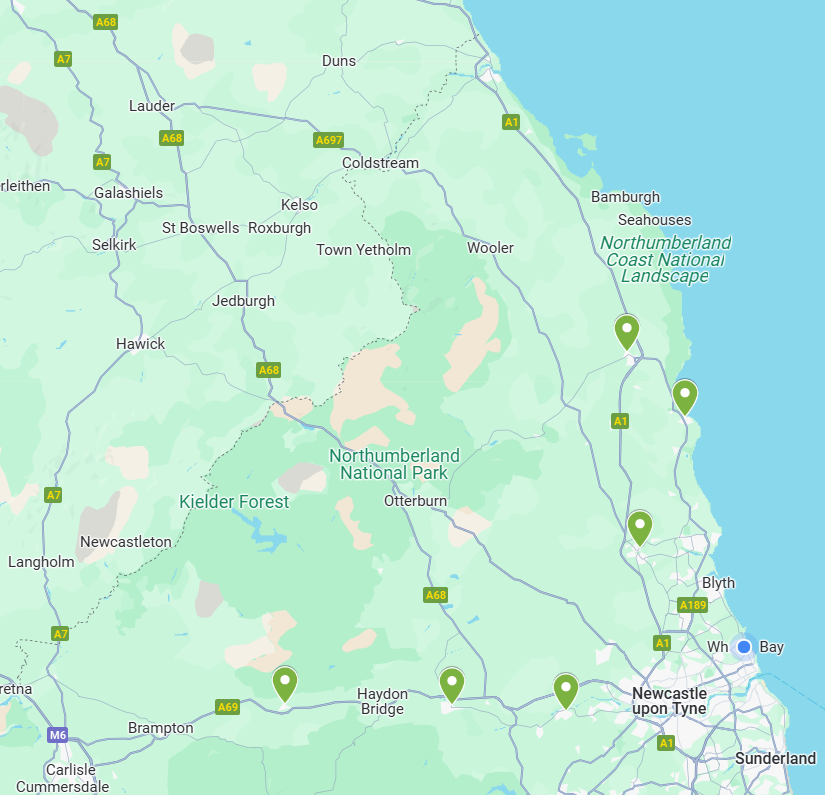 A68
A7
Duns
Lauder
A1
A68
A697
A7
Coldstream
erleithen
Galashiels
Bamburgh
Kelso
Seahouses
St Boswells
Roxburgh
Selkirk
Town Yetholm
Wooler
Northumberland
Coast National
Landscape
Jedburgh
Hawick
A68
A1
Northumberland
National Park
A7
Kielder Forest
Otterburn
Newcastleton
Langholm
Blyth
A68
A189
A7
A1
Wh Bay
retna
Haydon
Bridge
Newcastle
upon Tyne
A69
Brampton
M6
A1
Sunderland
Carlisle
Cummersdale